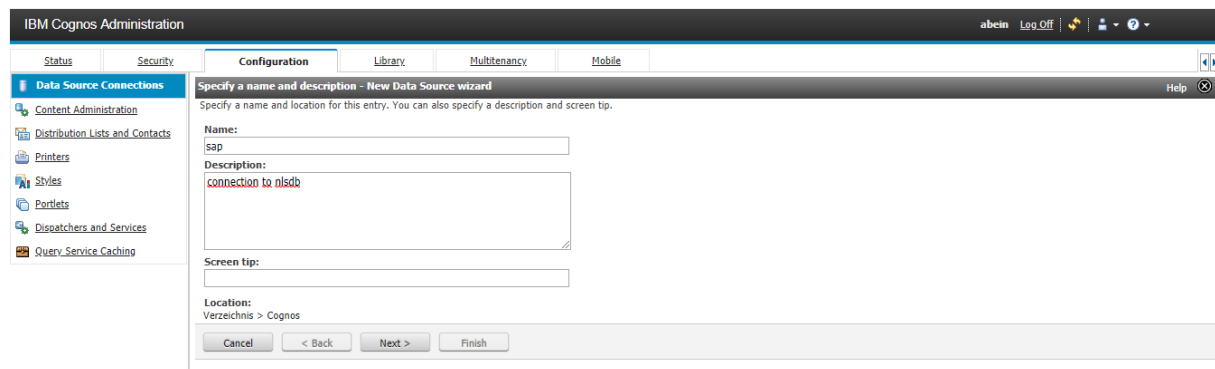 IBM Cognos Administration
abein Log Off
Status Security Configuration Library Multitenancy Mobile
Data Source Connections
Content Administration
Distribution Lists and Contacts
Printers
Styles
Portlets
Dispatchers and Services
Query Service Caching
Specify a name and description - New Data Source wizard Help
Specify a name and location for this entry. You can also specify a description and screen tip.
Name:
sap
Description:
connection to nlsdb
Screen tip:
Location:
Verzeichnis > Cognos
Cancel < Back Next > Finish